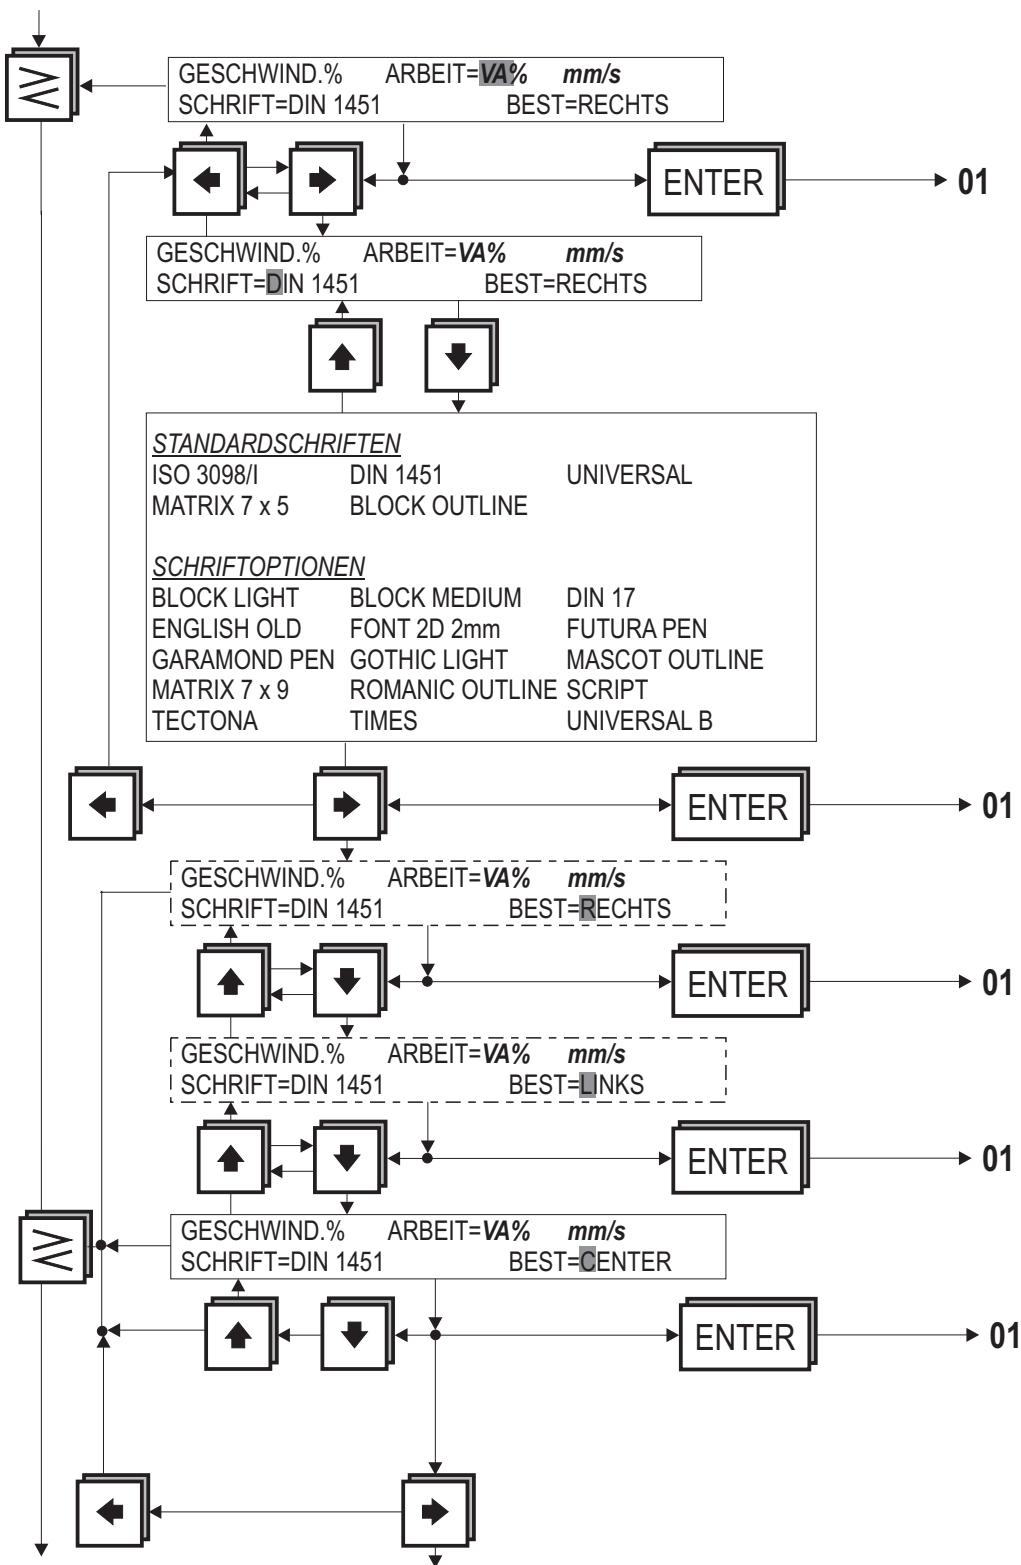 GESCHWIND.% ARBEIT=VA% mm/s
SCHRIFT=DIN 1451 BEST=RECHTS
ENTER 01
GESCHWIND.% ARBEIT=VA% mm/s
SCHRIFT=DIN 1451 BEST=RECHTS
STANDARDSCHRIFTEN
ISO 3098/I DIN 1451 UNIVERSAL
MATRIX 7 x 5 BLOCK OUTLINE
SCHRIFTOPTIONEN
BLOCK LIGHT BLOCK MEDIUM DIN 17
ENGLISH OLD FONT 2D 2mm FUTURA PEN
GARAMOND PEN GOTHIC LIGHT MASCOT OUTLINE
MATRIX 7 x 9 ROMANIC OUTLINE SCRIPT
TECTONA TIMES UNIVERSAL B
ENTER 01
GESCHWIND.% ARBEIT=VA% mm/s
SCHRIFT=DIN 1451 BEST=RECHTS
ENTER 01
GESCHWIND.% ARBEIT=VA% mm/s
SCHRIFT=DIN 1451 BEST=LINKS
ENTER 01
GESCHWIND.% ARBEIT=VA% mm/s
SCHRIFT=DIN 1451 BEST=CENTER
ENTER 01